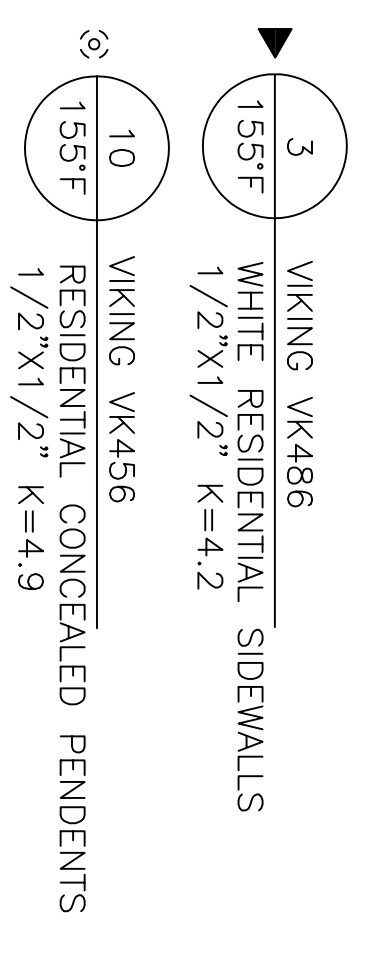 3
155°F
VIKING VK486
WHITE RESIDENTIAL SIDEWALLS
1/2"X1/2" K=4.2
10
155°F
VIKING VK456
RESIDENTIAL CONCEALED PENDENTS
1/2"X1/2" K=4.9